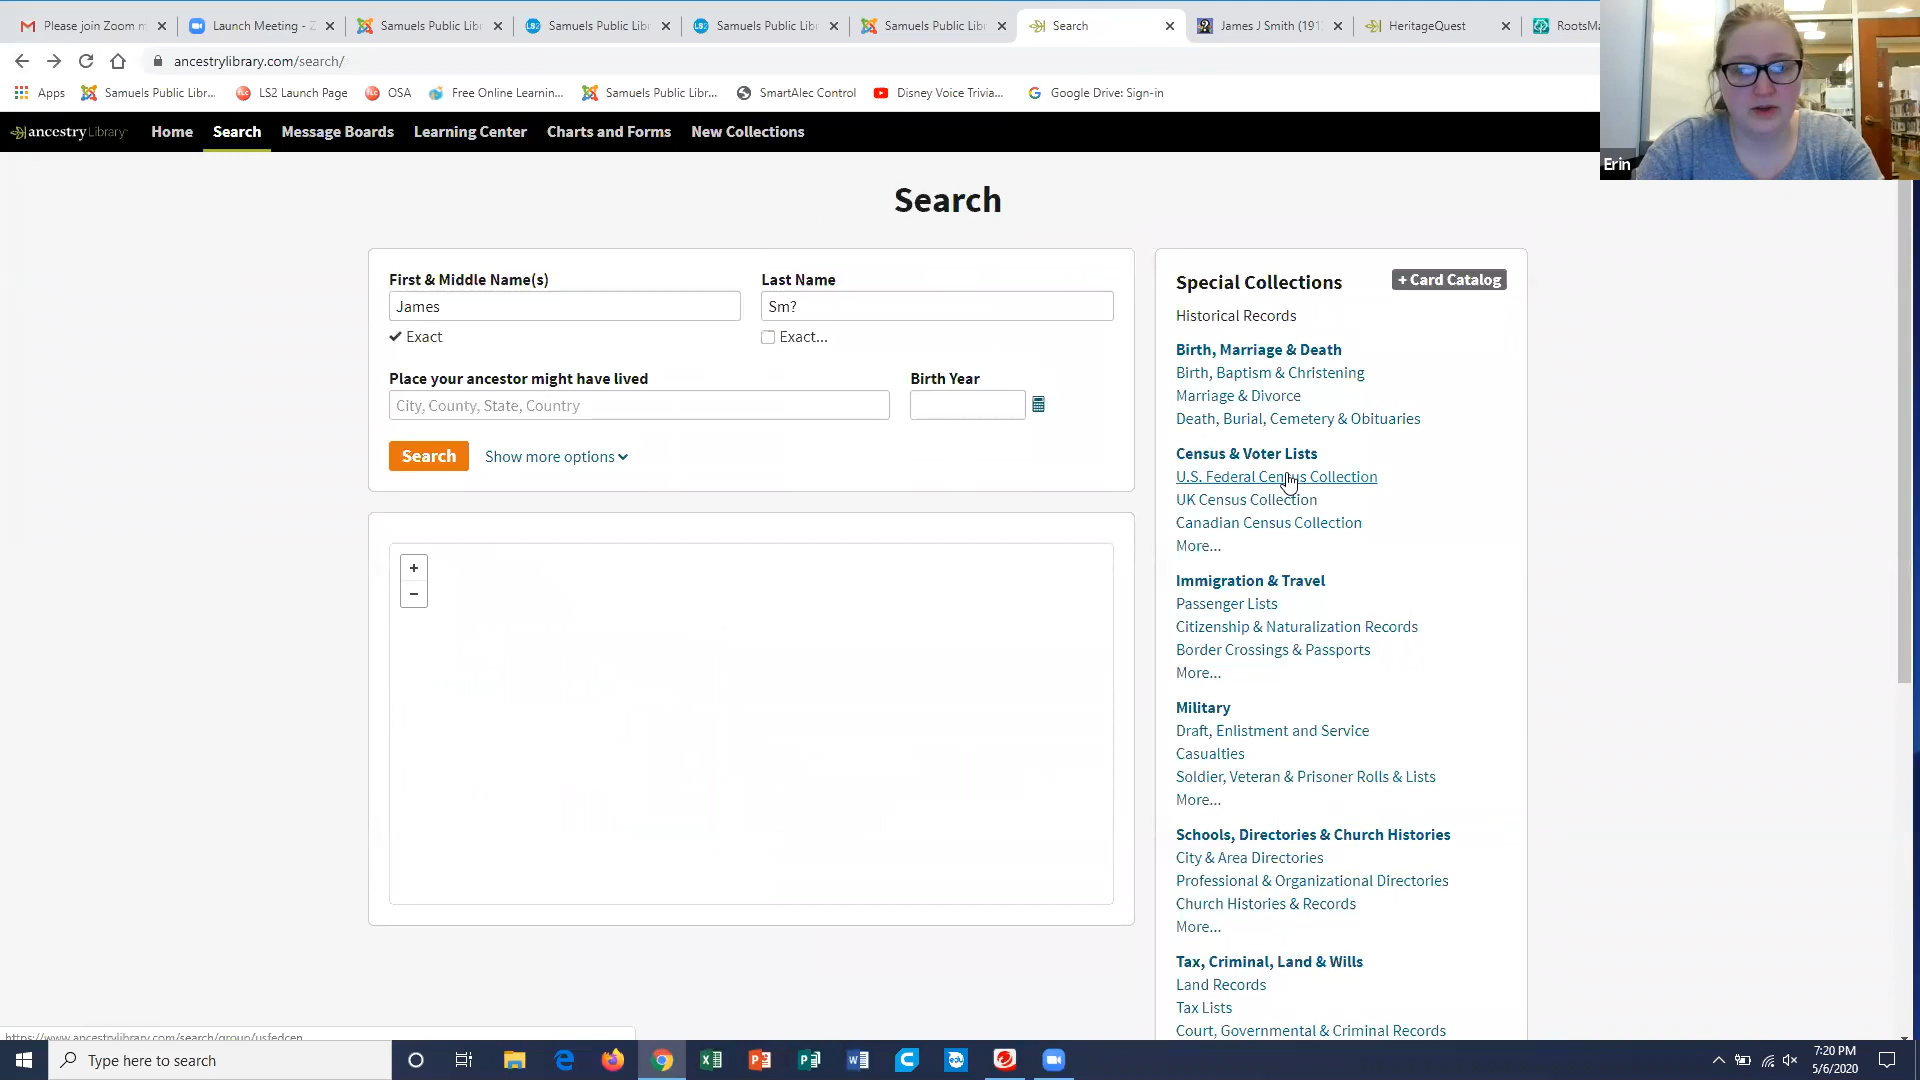 Please join Zoom m
Launch Meeting - Z
Samuels Public Libr
Samuels Public Libr
Samuels Public Libr
Samuels Public Libr
Search
James J Smith (191
HeritageQuest
RootsMa
ancestrylibrary.com/search/
Apps
Samuels Public Libr...
LS2 Launch Page
OSA
Free Online Learnin...
Samuels Public Libr...
SmartAlec Control
Disney Voice Trivia...
Google Drive: Sign-in
ancestryLibrary
Home
Search
Message Boards
Learning Center
Charts and Forms
New Collections
Erin
Search
First & Middle Name(s)
James
Exact
Last Name
Sm?
Exact...
Place your ancestor might have lived
City, County, State, Country
Birth Year
Search
Show more options
+
−
Special Collections
+ Card Catalog
Historical Records
Birth, Marriage & Death
Birth, Baptism & Christening
Marriage & Divorce
Death, Burial, Cemetery & Obituaries
Census & Voter Lists
U.S. Federal Census Collection
UK Census Collection
Canadian Census Collection
More...
Immigration & Travel
Passenger Lists
Citizenship & Naturalization Records
Border Crossings & Passports
More...
Military
Draft, Enlistment and Service
Casualties
Soldier, Veteran & Prisoner Rolls & Lists
More...
Schools, Directories & Church Histories
City & Area Directories
Professional & Organizational Directories
Church Histories & Records
More...
Tax, Criminal, Land & Wills
Land Records
Tax Lists
Court, Governmental & Criminal Records
https://www.ancestrylibrary.com/search/group/usfedcen
Type here to search
7:20 PM
5/6/2020